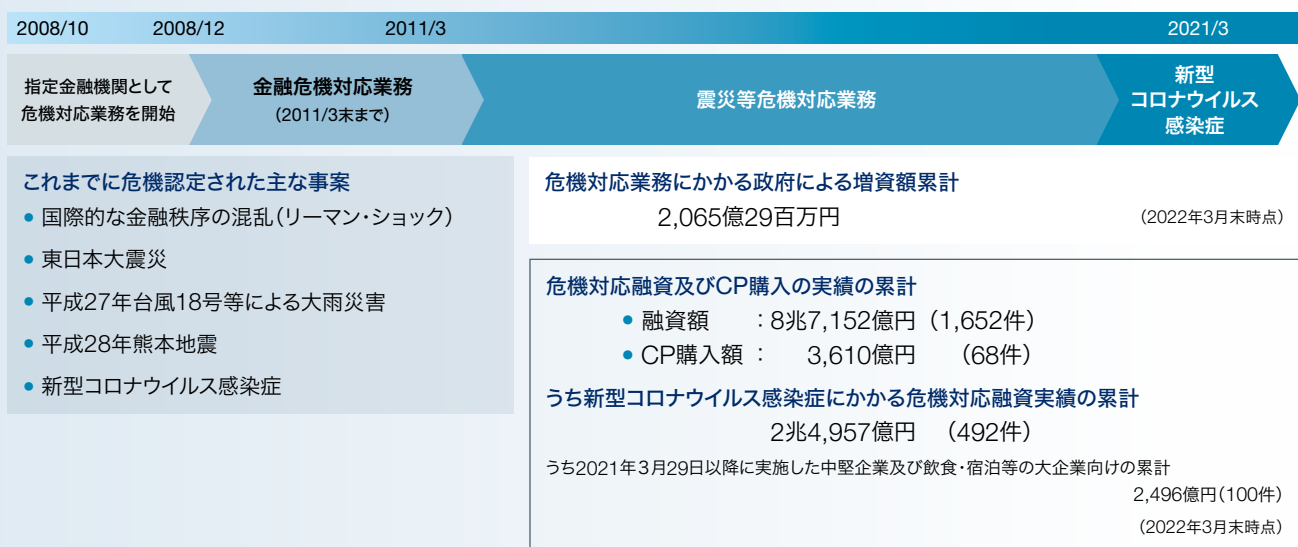 2008/10 2008/12 2011/3 2021/3
指定金融機関として
危機対応業務を開始
金融危機対応業務
（2011/3末まで）
震災等危機対応業務
新型
コロナウイルス
感染症
これまでに危機認定された主な事案
● 国際的な金融秩序の混乱（リーマン・ショック）
● 東日本大震災
● 平成27年台風18号等による大雨災害
● 平成28年熊本地震
● 新型コロナウイルス感染症
危機対応業務にかかる政府による増資額累計
2,065億29百万円 （2022年3月末時点）
危機対応融資及びCP購入の実績の累計
● 融資額 ：8兆7,152億円（1,652件）
● CP購入額 ： 3,610億円 （68件）
うち新型コロナウイルス感染症にかかる危機対応融資実績の累計
2兆4,957億円 （492件）
うち2021年3月29日以降に実施した中堅企業及び飲食・宿泊等の大企業向けの累計
2,496億円（100件）
（2022年3月末時点）